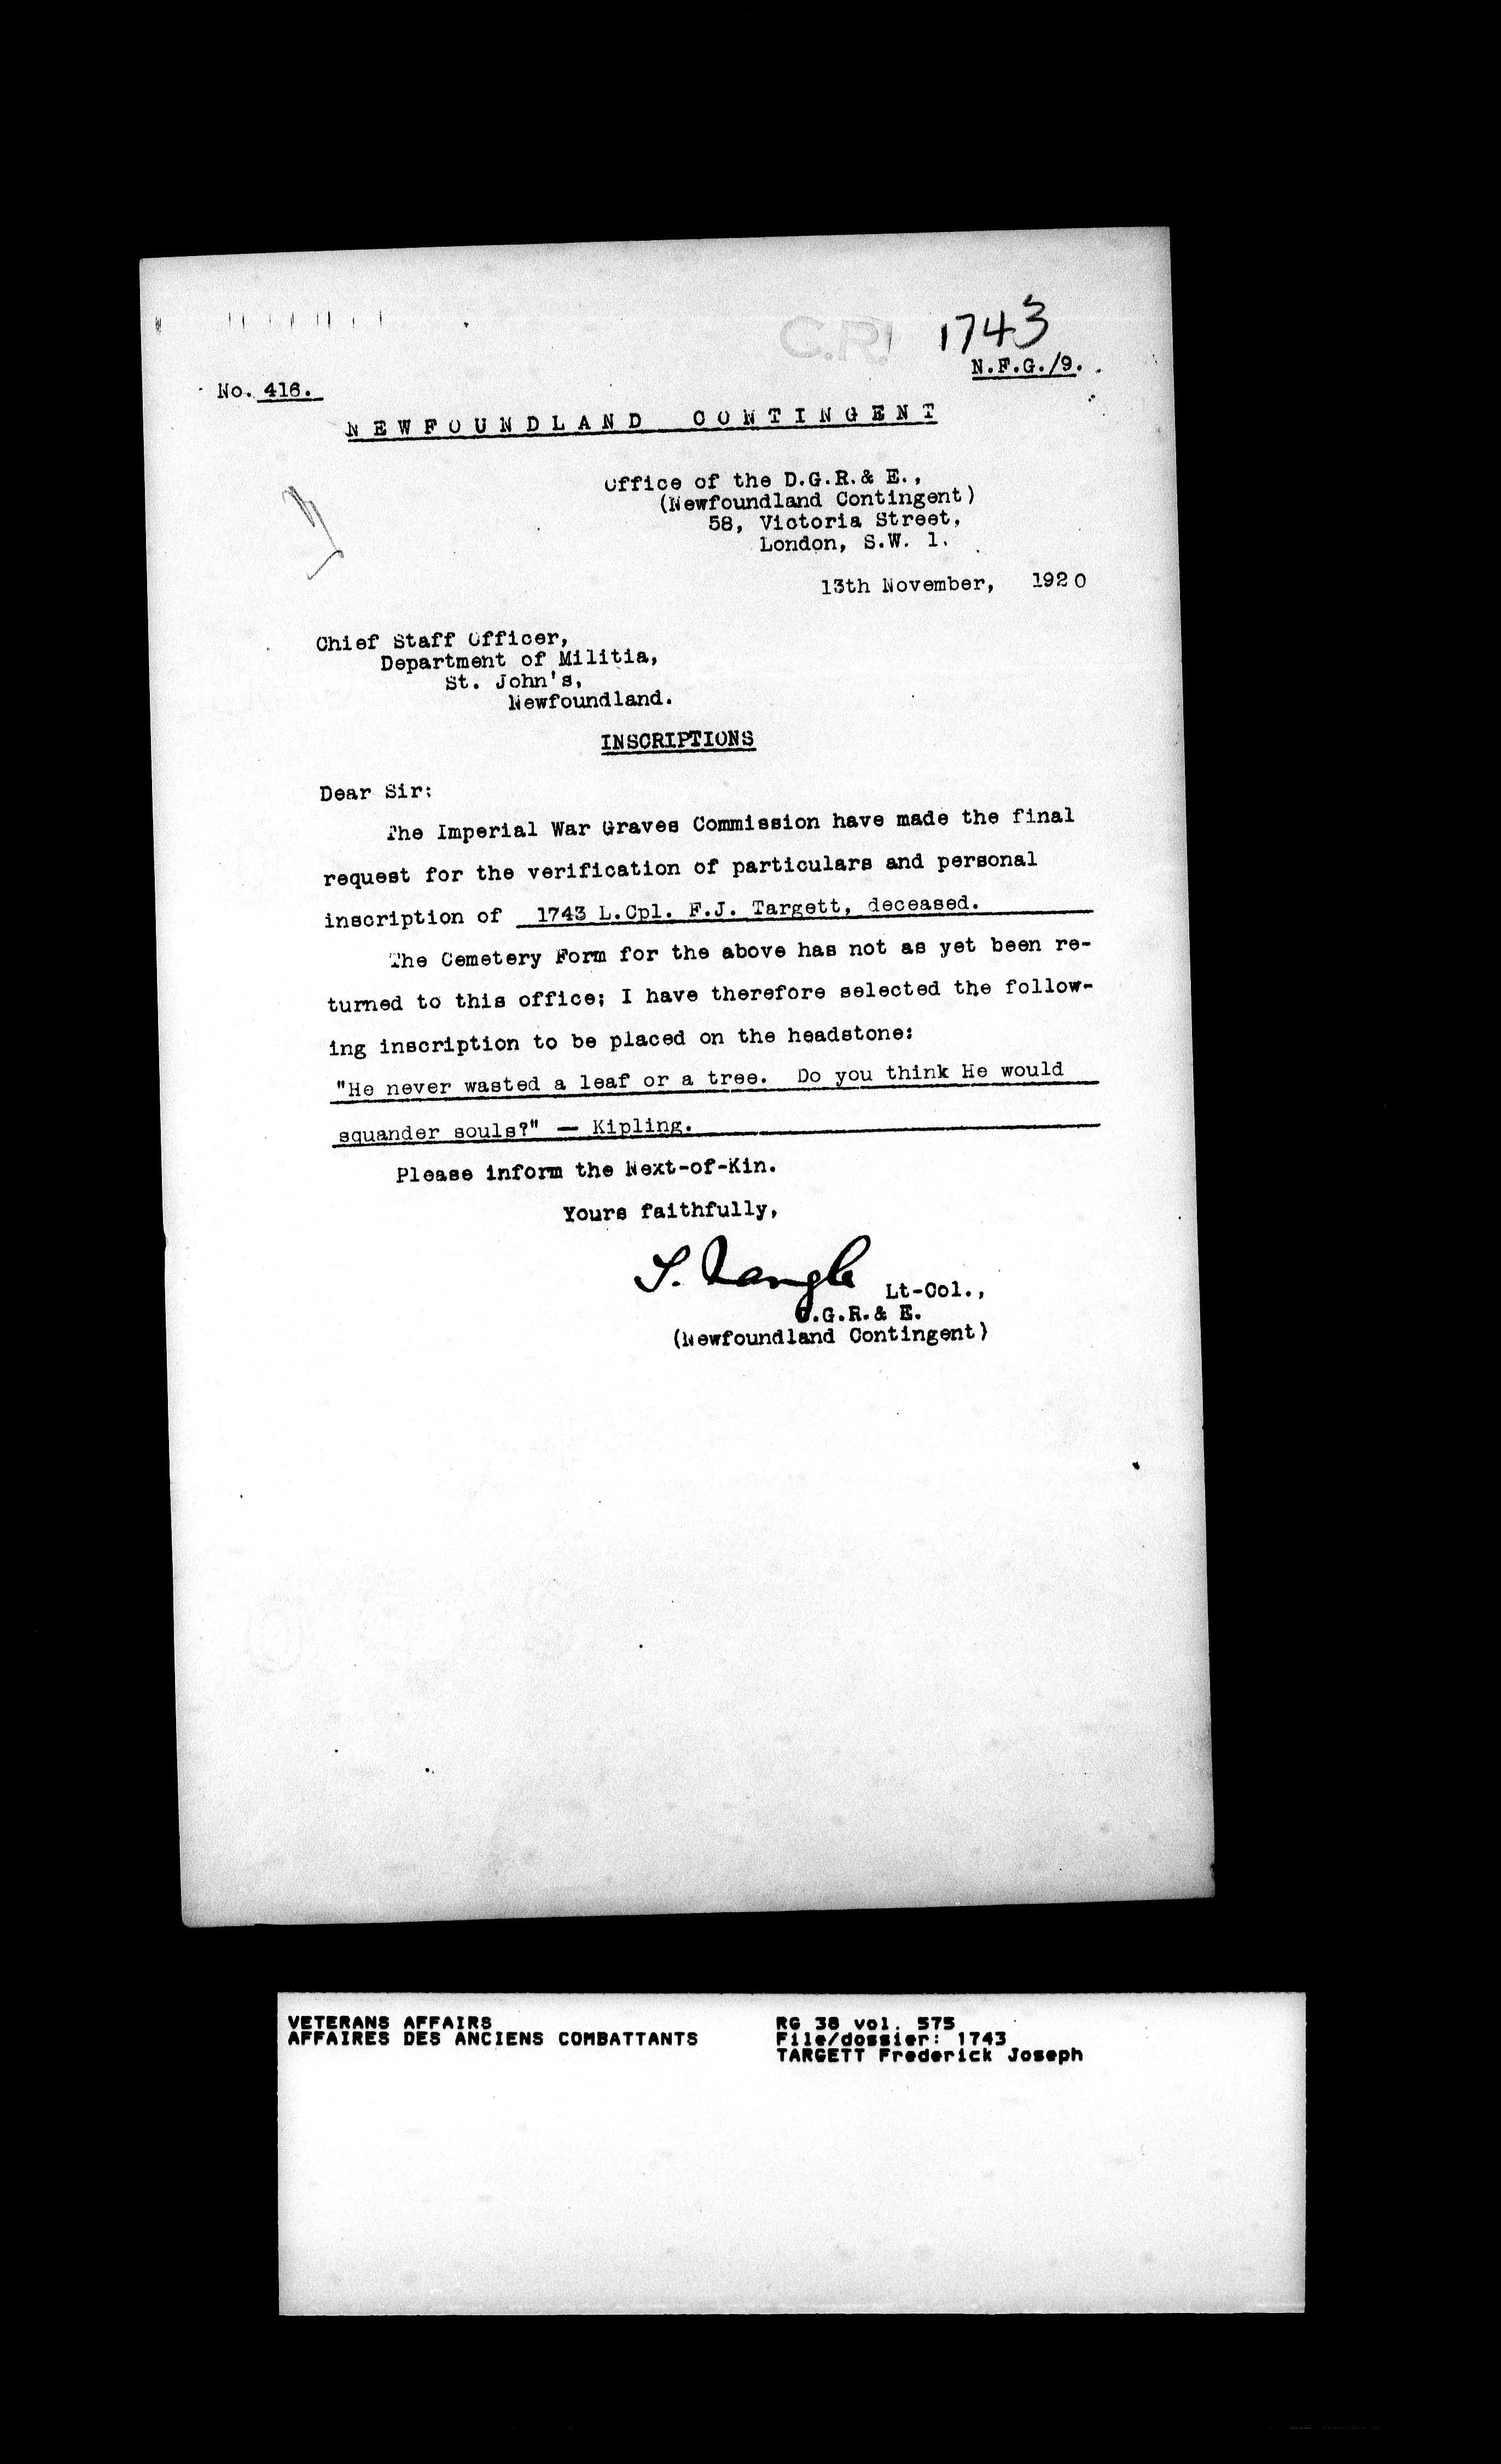 C.R.
1743
N.F.G./9.
No. 416.
NEWFOUNDLAND CONTINGENT
Office of the D.G.R.& E.,
(Newfoundland Contingent)
58, Victoria Street,
London, S.W. 1.
13th November, 1920
Chief Staff Officer,
Department of Militia,
St. John's,
Newfoundland.
INSCRIPTIONS
Dear Sir:
The Imperial War Graves Commission have made the final
request for the verification of particulars and personal
inscription of 1743 L.Cpl. F.J. Targett, deceased.
The Cemetery Form for the above has not as yet been re-
turned to this office; I have therefore selected the follow-
ing inscription to be placed on the headstone:
"He never wasted a leaf or a tree. Do you think He would
squander souls?" — Kipling.
Please inform the Next-of-Kin.
Yours faithfully,
T. Nangle Lt-Col.,
D.G.R.& E.
(Newfoundland Contingent)
VETERANS AFFAIRS
AFFAIRES DES ANCIENS COMBATTANTS
RG 38 vol. 575
File/dossier: 1743
TARGETT Frederick Joseph